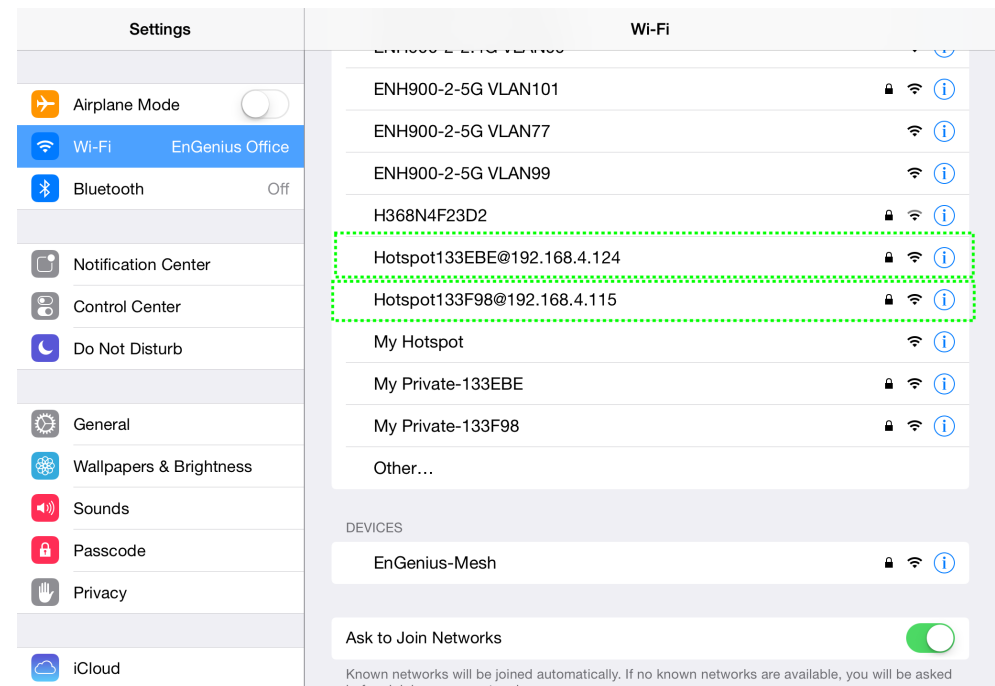 Settings
Airplane Mode
Wi-Fi EnGenius Office
Bluetooth Off
Notification Center
Control Center
Do Not Disturb
General
Wallpapers & Brightness
Sounds
Passcode
Privacy
iCloud
Wi-Fi
ENH900-2-5G VLAN101
ENH900-2-5G VLAN77
ENH900-2-5G VLAN99
H368N4F23D2
Hotspot133EBE@192.168.4.124
Hotspot133F98@192.168.4.115
My Hotspot
My Private-133EBE
My Private-133F98
Other...
DEVICES
EnGenius-Mesh
Ask to Join Networks
Known networks will be joined automatically. If no known networks are available, you will be asked